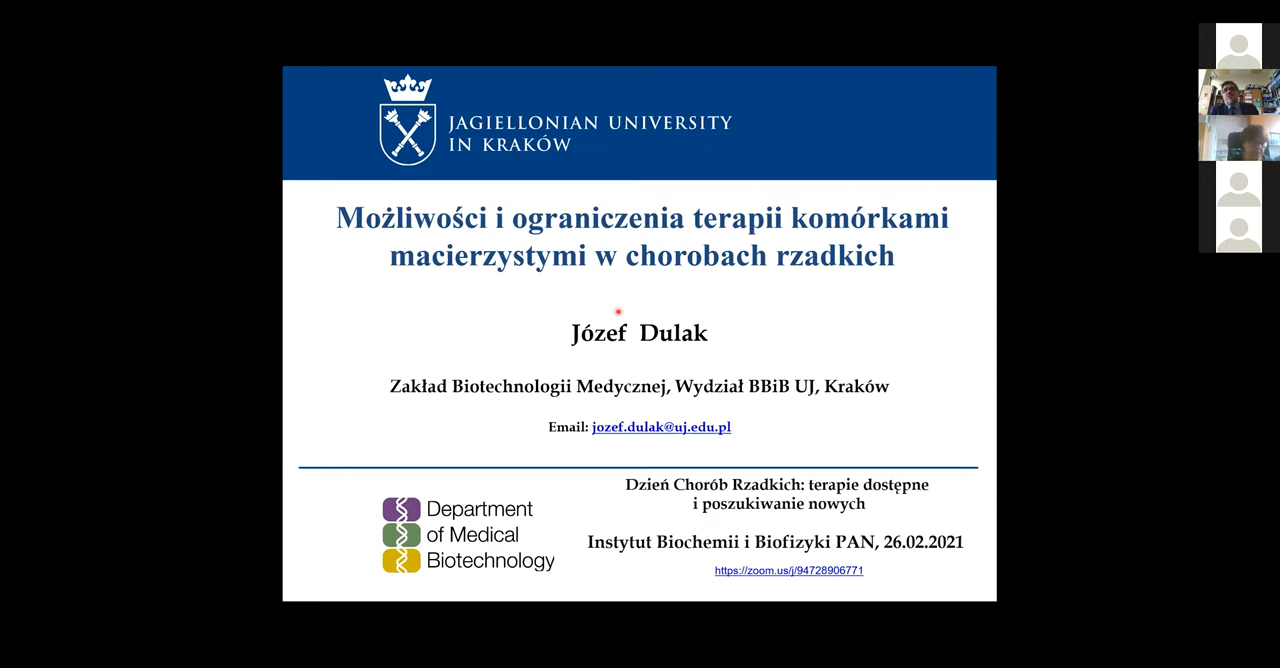 JAGIELLONIAN UNIVERSITY
IN KRAKÓW
Możliwości i ograniczenia terapii komórkami
macierzystymi w chorobach rzadkich
Józef Dulak
Zakład Biotechnologii Medycznej, Wydział BBiB UJ, Kraków
Email: jozef.dulak@uj.edu.pl
Department
of Medical
Biotechnology
Dzień Chorób Rzadkich: terapie dostępne
i poszukiwanie nowych
Instytut Biochemii i Biofizyki PAN, 26.02.2021
https://zoom.us/j/94728906771